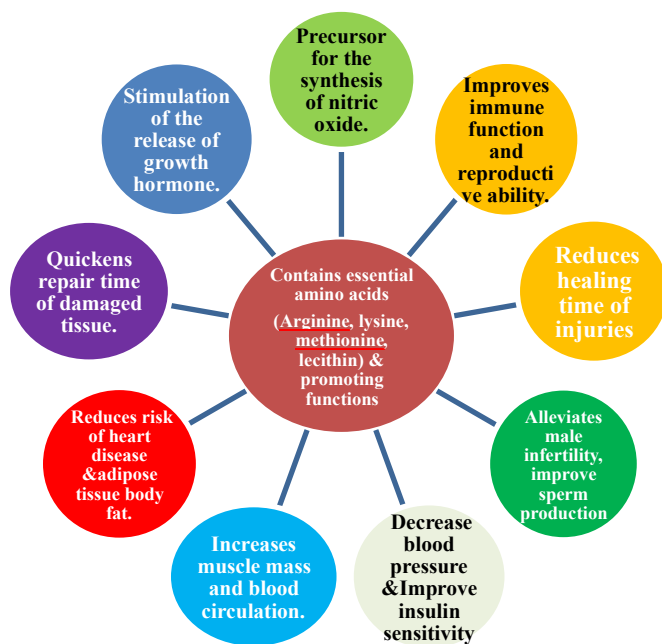 Precursor
for the
synthesis
of nitric
oxide.
Improves
immune
function
and
reproducti
ve ability.
Reduces
healing
time of
injuries
Alleviates
male
infertility,
improve
sperm
production
Decrease
blood
pressure
&Improve
insulin
sensitivity
Increases
muscle mass
and blood
circulation.
Reduces risk
of heart
disease
&adipose
tissue body
fat.
Quickens
repair time
of damaged
tissue.
Stimulation
of the
release of
growth
hormone.
Contains essential
amino acids
(Arginine, lysine,
methionine,
lecithin) &
promoting
functions